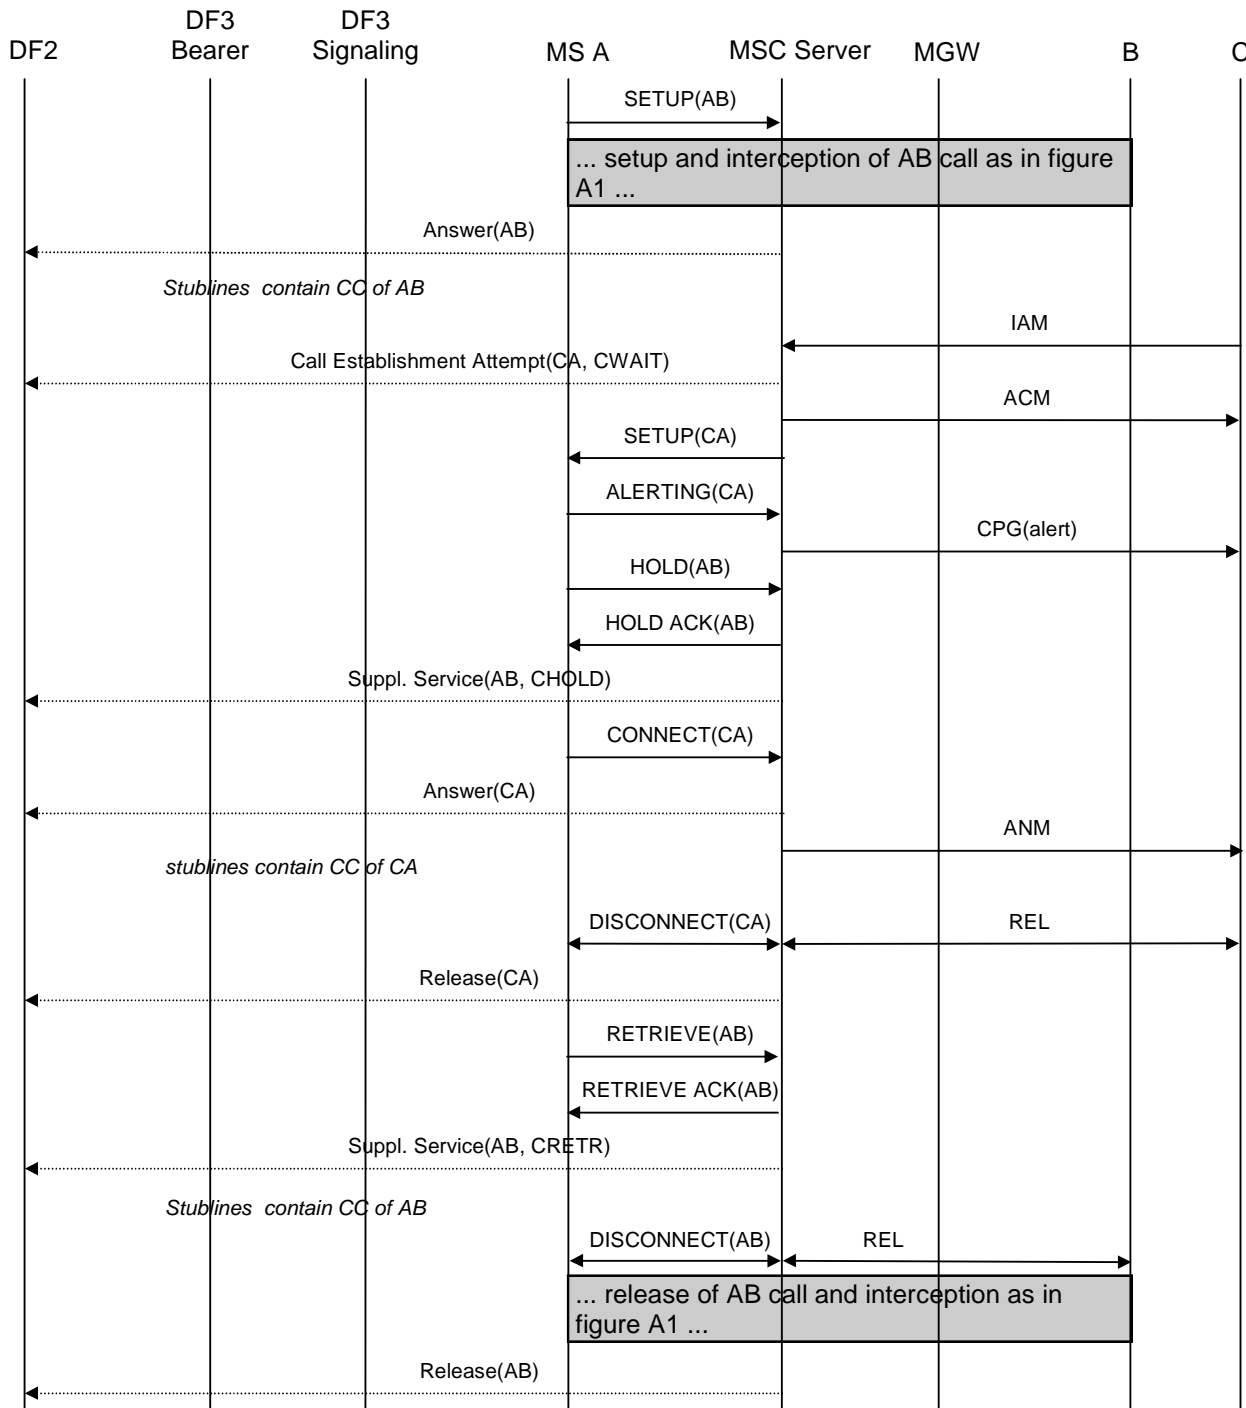 DF2
DF3
Bearer
DF3
Signaling
MS A
MSC Server
MGW
B
C
SETUP(AB)
... setup and interception of AB call as in figure
A1 ...
Answer(AB)
Stublines contain CC of AB
IAM
Call Establishment Attempt(CA, CWAIT)
ACM
SETUP(CA)
ALERTING(CA)
CPG(alert)
HOLD(AB)
HOLD ACK(AB)
Suppl. Service(AB, CHOLD)
CONNECT(CA)
Answer(CA)
ANM
stublines contain CC of CA
DISCONNECT(CA)
REL
Release(CA)
RETRIEVE(AB)
RETRIEVE ACK(AB)
Suppl. Service(AB, CRETR)
Stublines contain CC of AB
DISCONNECT(AB)
REL
... release of AB call and interception as in
figure A1 ...
Release(AB)